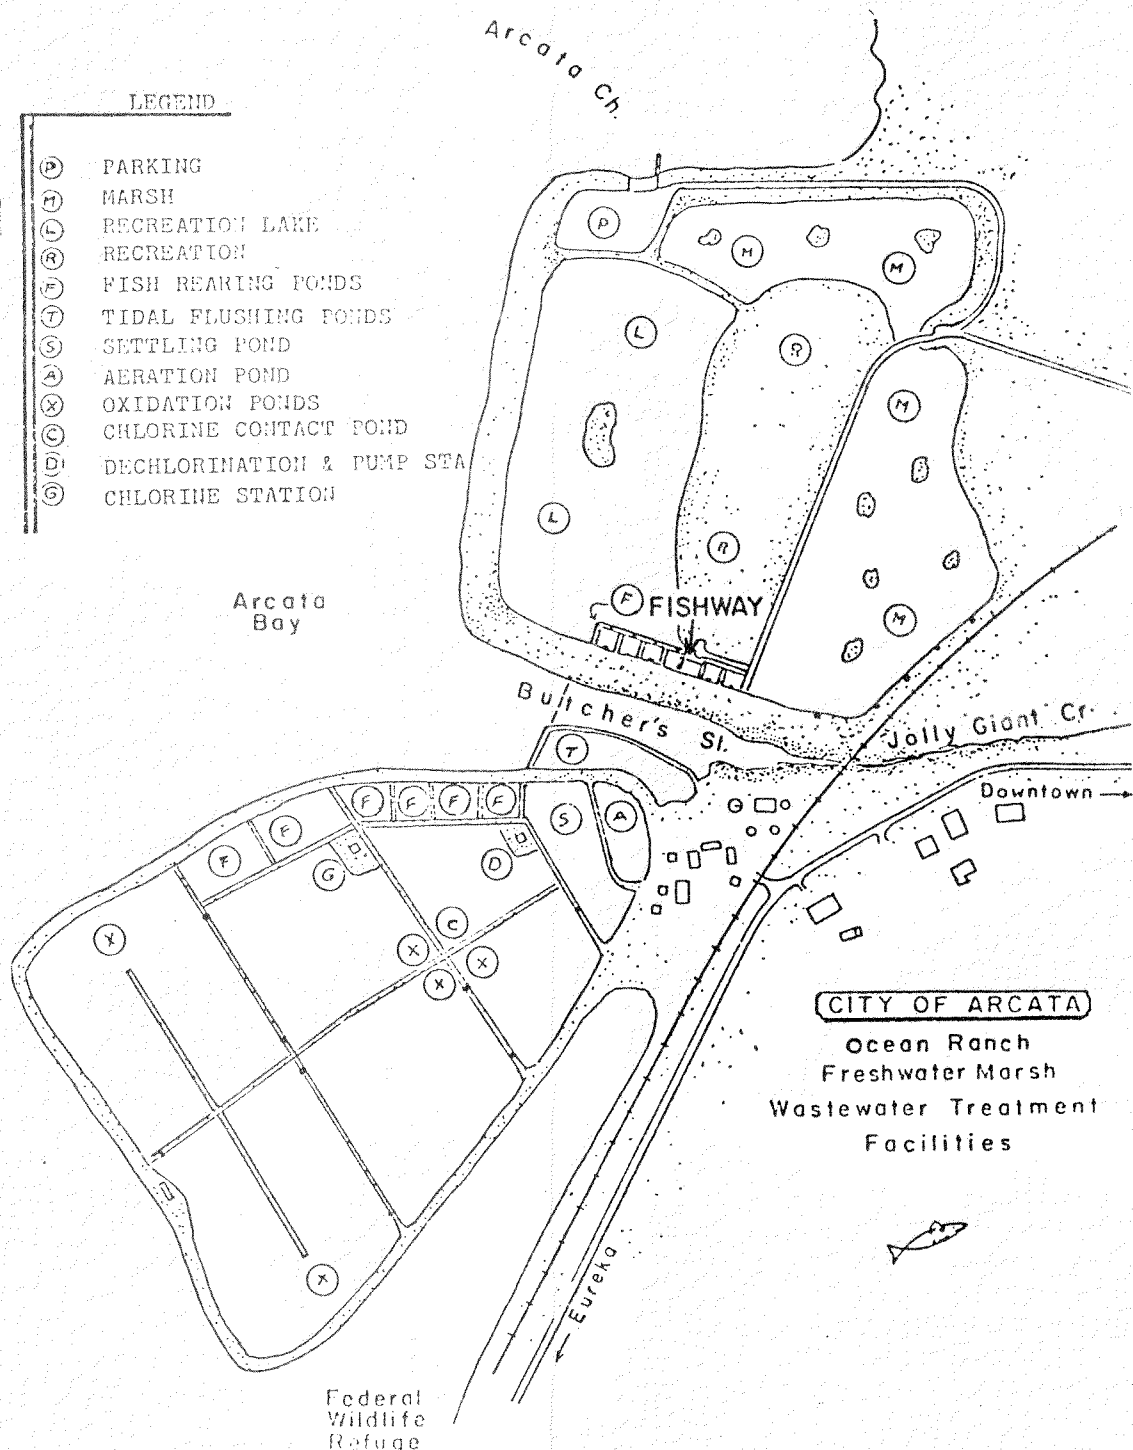 Arcata Ch.
LEGEND
P PARKING
M MARSH
L RECREATION LAKE
R RECREATION
F FISH REARING PONDS
T TIDAL FLUSHING PONDS
S SETTLING POND
A AERATION POND
X OXIDATION PONDS
C CHLORINE CONTACT POND
D DECHLORINATION & PUMP STA
G CHLORINE STATION
P
M
M
L
R
M
L
R
F FISHWAY
M
Arcata
Bay
Butcher's Sl.
Jolly Giant Cr.
T
Downtown
F
F
F
F
S
A
F
F
G
D
X
C
X
X
X
CITY OF ARCATA
Ocean Ranch
Freshwater Marsh
Wastewater Treatment
Facilities
X
Eureka
Federal
Wildlife
Refuge